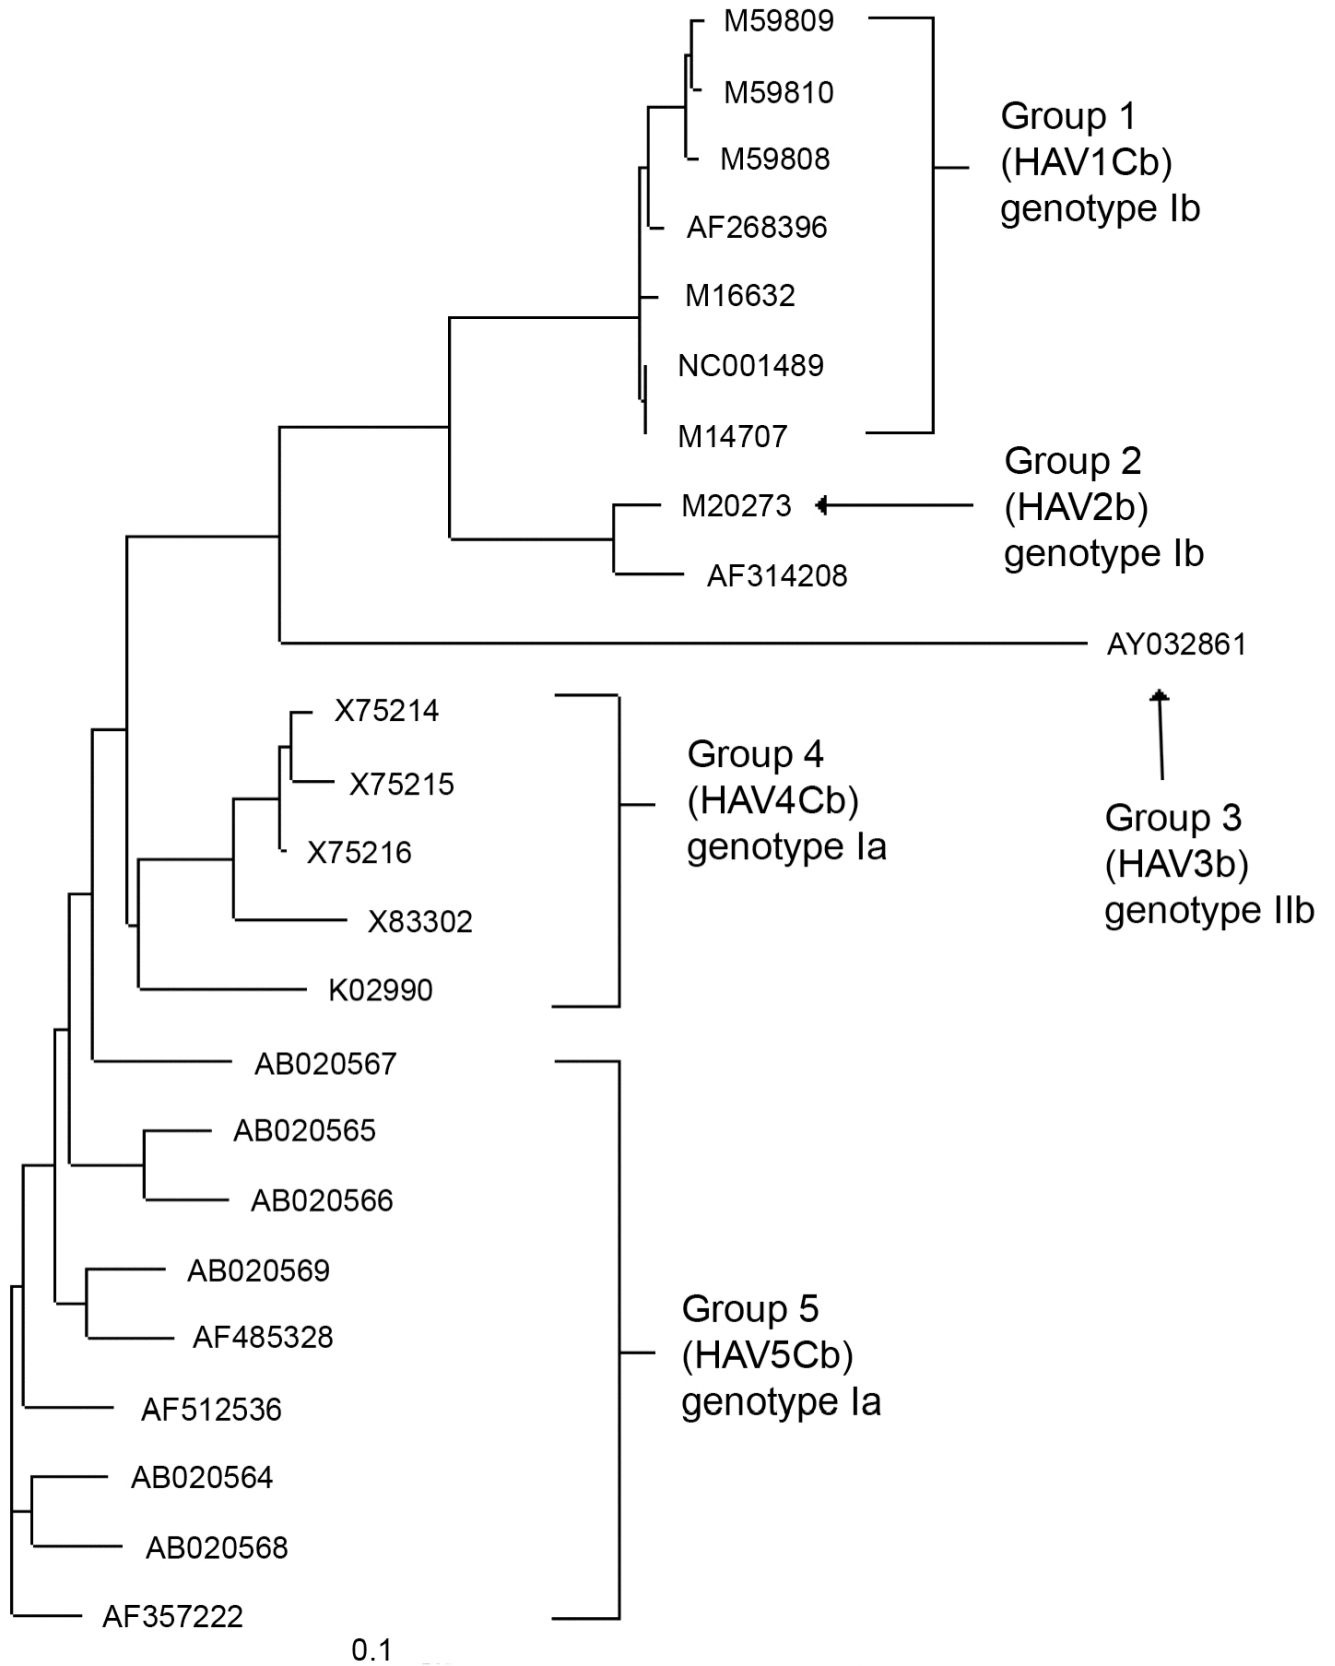 M59809
M59810
M59808
AF268396
M16632
NC001489
M14707
Group 1
(HAV1Cb)
genotype Ib
M20273
AF314208
Group 2
(HAV2b)
genotype Ib
AY032861
Group 3
(HAV3b)
genotype IIb
X75214
X75215
X75216
X83302
K02990
Group 4
(HAV4Cb)
genotype Ia
AB020567
AB020565
AB020566
AB020569
AF485328
AF512536
AB020564
AB020568
AF357222
Group 5
(HAV5Cb)
genotype Ia
0.1